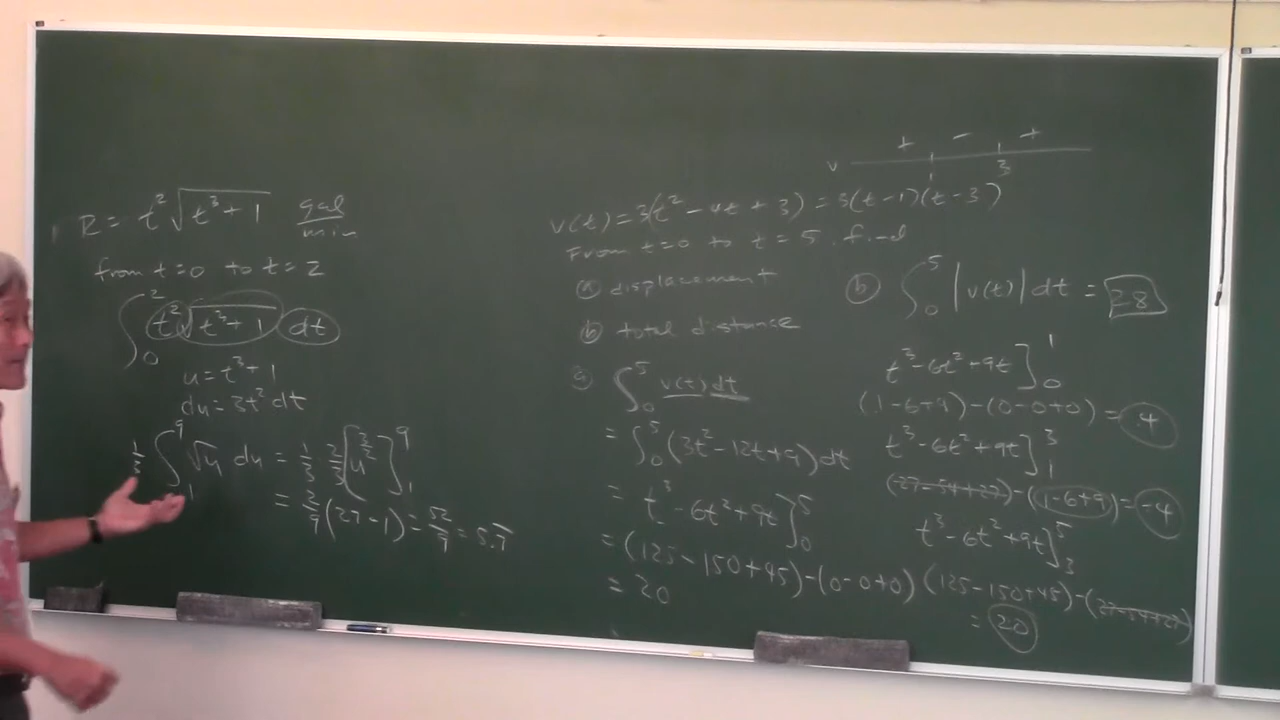 R = t² √(t³ + 1) gal/min
from t = 0 to t = 2
∫₀² t² √(t³ + 1) dt
u = t³ + 1
du = 3t² dt
1/3 ∫₁⁹ √u du = 1/3 · 2/3 [u^(3/2)]₁⁹
= 2/9 (27 - 1) = 52/9 = 5.7
v + - + 
1 3
v(t) = 3(t² - 4t + 3) = 3(t - 1)(t - 3)
From t = 0 to t = 5, find
(a) displacement
(b) total distance
(a) ∫₀⁵ v(t) dt
= ∫₀⁵ (3t² - 12t + 9) dt
= t³ - 6t² + 9t ]₀⁵
= (125 - 150 + 45) - (0 - 0 + 0)
= 20
(b) ∫₀⁵ |v(t)| dt = 28
t³ - 6t² + 9t ]₀¹
(1 - 6 + 9) - (0 - 0 + 0) = 4
t³ - 6t² + 9t ]₁³
(27 - 54 + 27) - (1 - 6 + 9) = -4
t³ - 6t² + 9t ]₃⁵
(125 - 150 + 45) - (27 - 54 + 27)
= 20